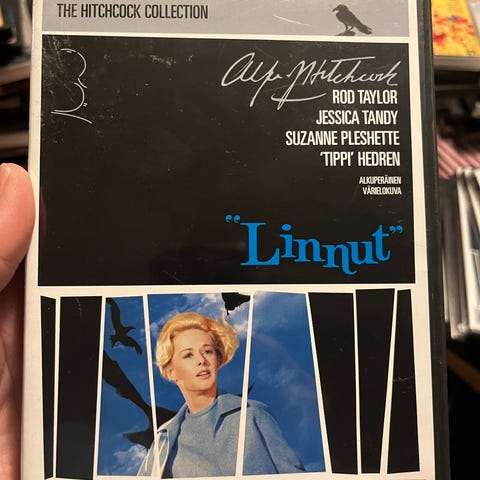 THE HITCHCOCK COLLECTION
Alfred Hitchcock
ROD TAYLOR
JESSICA TANDY
SUZANNE PLESHETTE
'TIPPI' HEDREN
ALKUPERÄINEN
VÄRIELOKUVA
"Linnut"